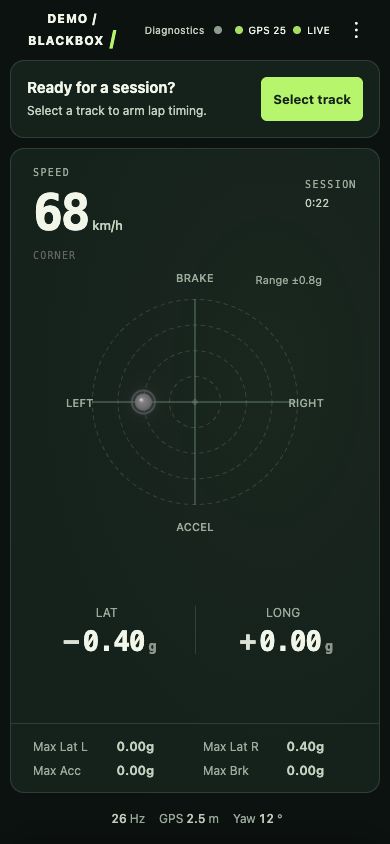 DEMO /
BLACKBOX /
Diagnostics GPS 25 LIVE
Ready for a session?
Select a track to arm lap timing.
Select track
SPEED
68 km/h
SESSION
0:22
CORNER
BRAKE
Range ±0.8g
LEFT
RIGHT
ACCEL
LAT
−0.40 g
LONG
+0.00 g
Max Lat L 0.00g Max Lat R 0.40g
Max Acc 0.00g Max Brk 0.00g
26 Hz GPS 2.5 m Yaw 12 °